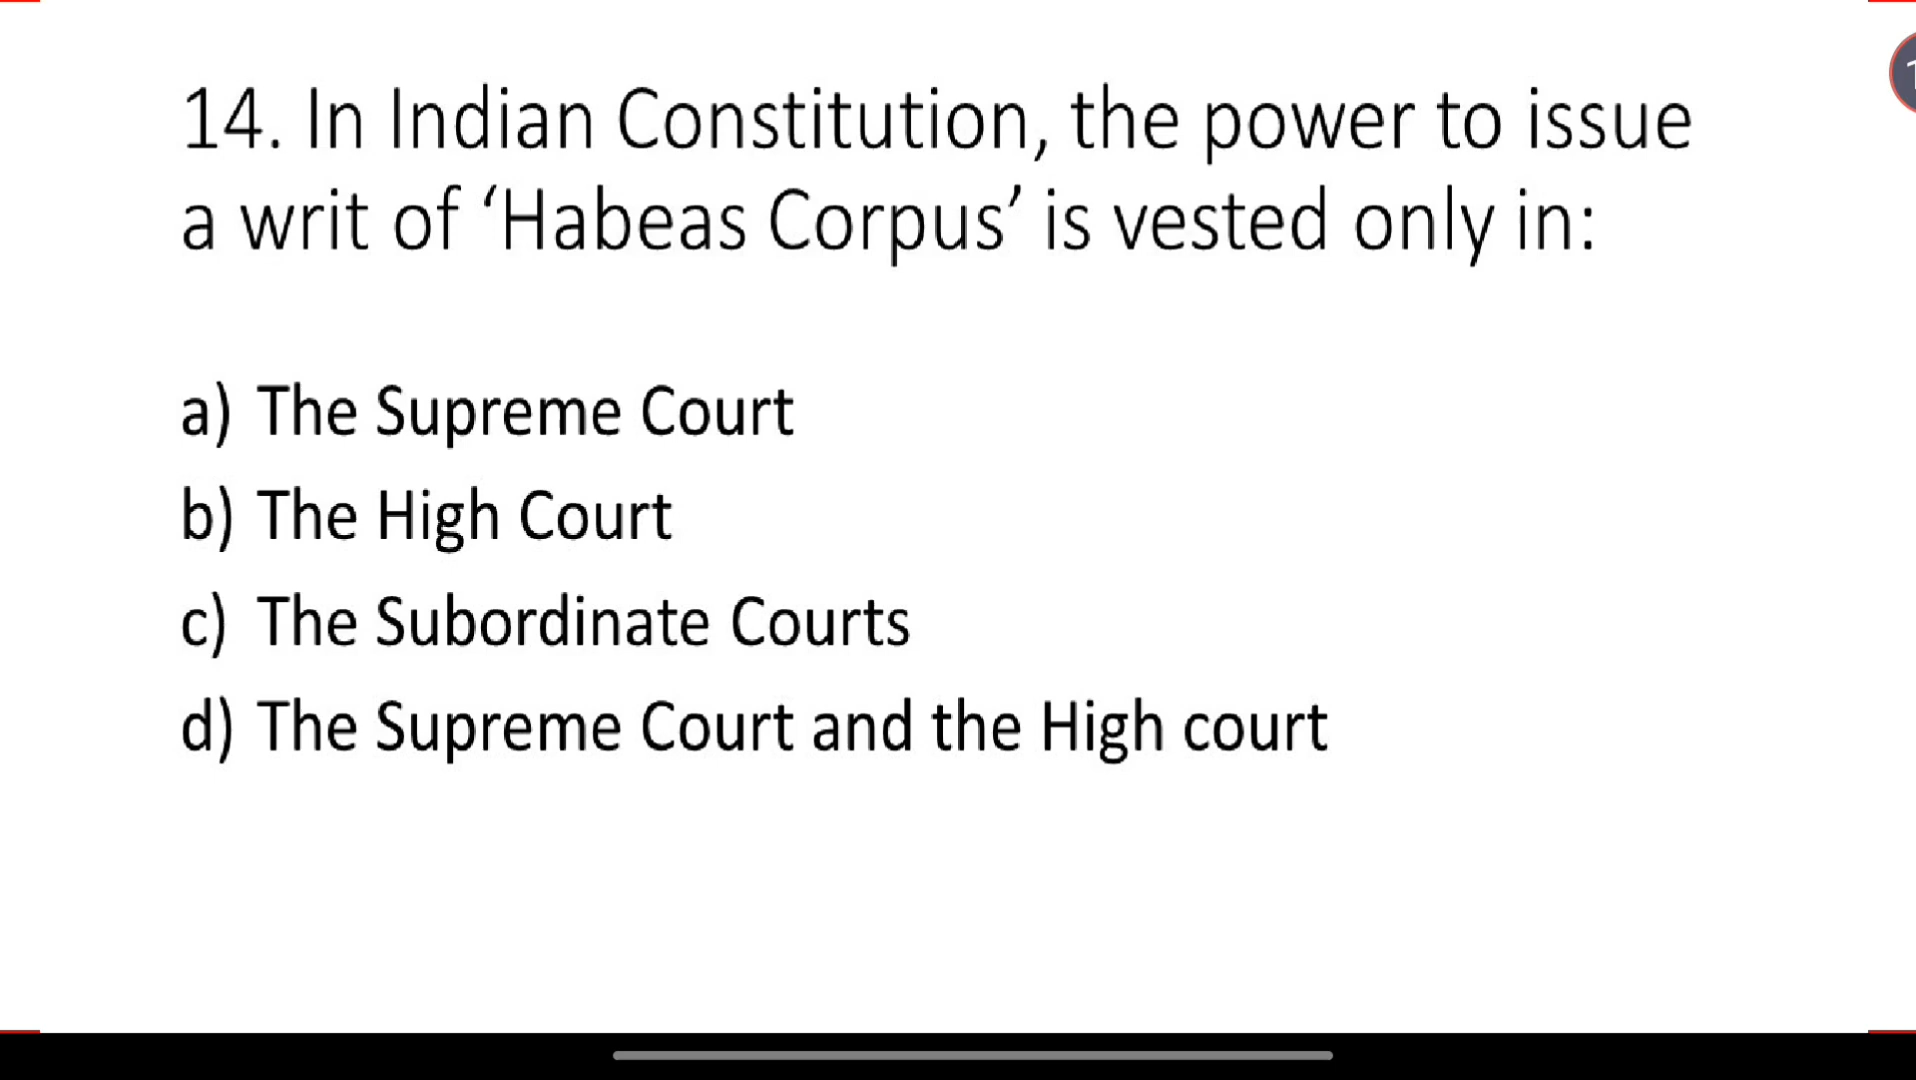 14. In Indian Constitution, the power to issue
a writ of ‘Habeas Corpus’ is vested only in:
a) The Supreme Court
b) The High Court
c) The Subordinate Courts
d) The Supreme Court and the High court